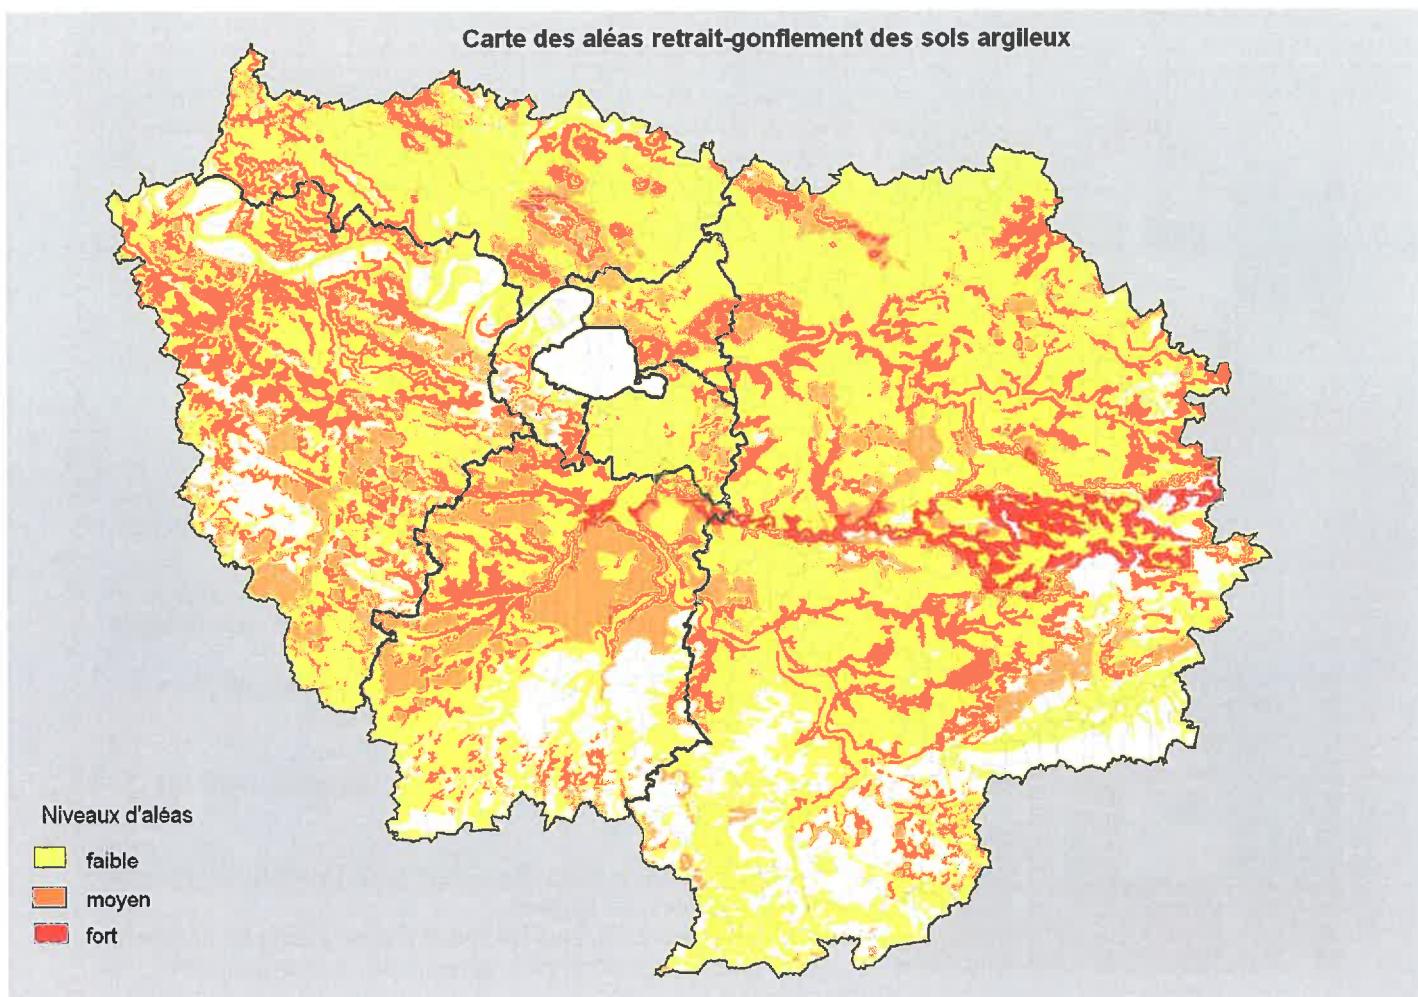 Carte des aléas retrait-gonflement des sols argileux
Niveaux d'aléas
faible
moyen
fort